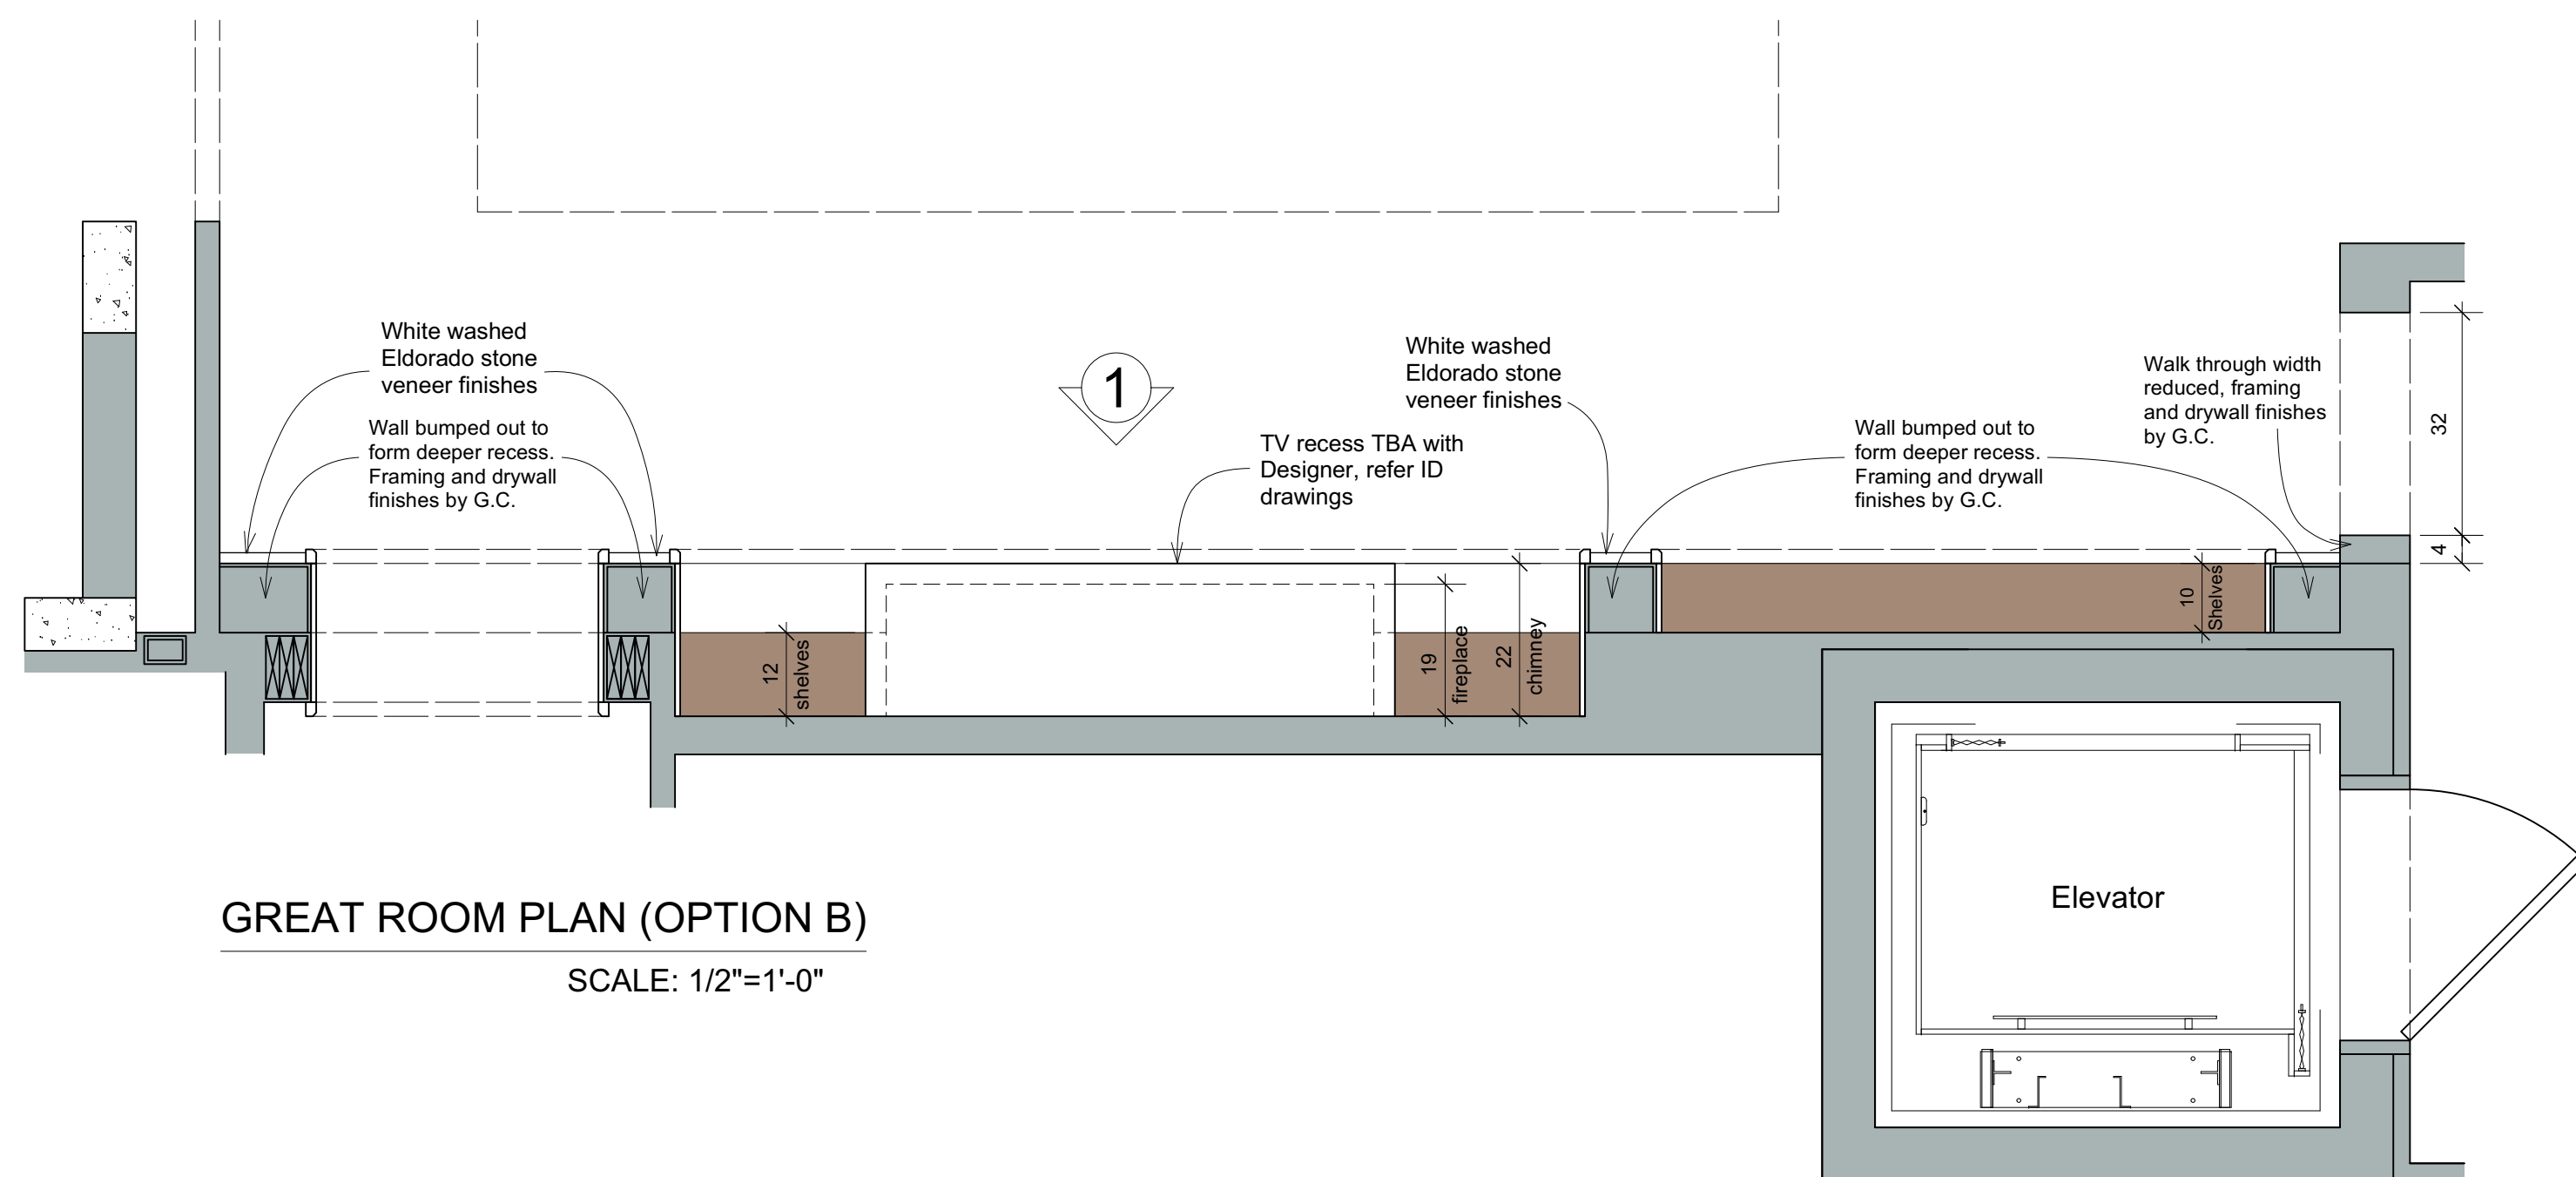 White washed
Eldorado stone
veneer finishes
Wall bumped out to
form deeper recess.
Framing and drywall
finishes by G.C.
1
TV recess TBA with
Designer, refer ID
drawings
White washed
Eldorado stone
veneer finishes
Wall bumped out to
form deeper recess.
Framing and drywall
finishes by G.C.
Walk through width
reduced, framing
and drywall finishes
by G.C.
32
4
12
shelves
19
fireplace
22
chimney
10
Shelves
Elevator
GREAT ROOM PLAN (OPTION B)
SCALE: 1/2"=1'-0"